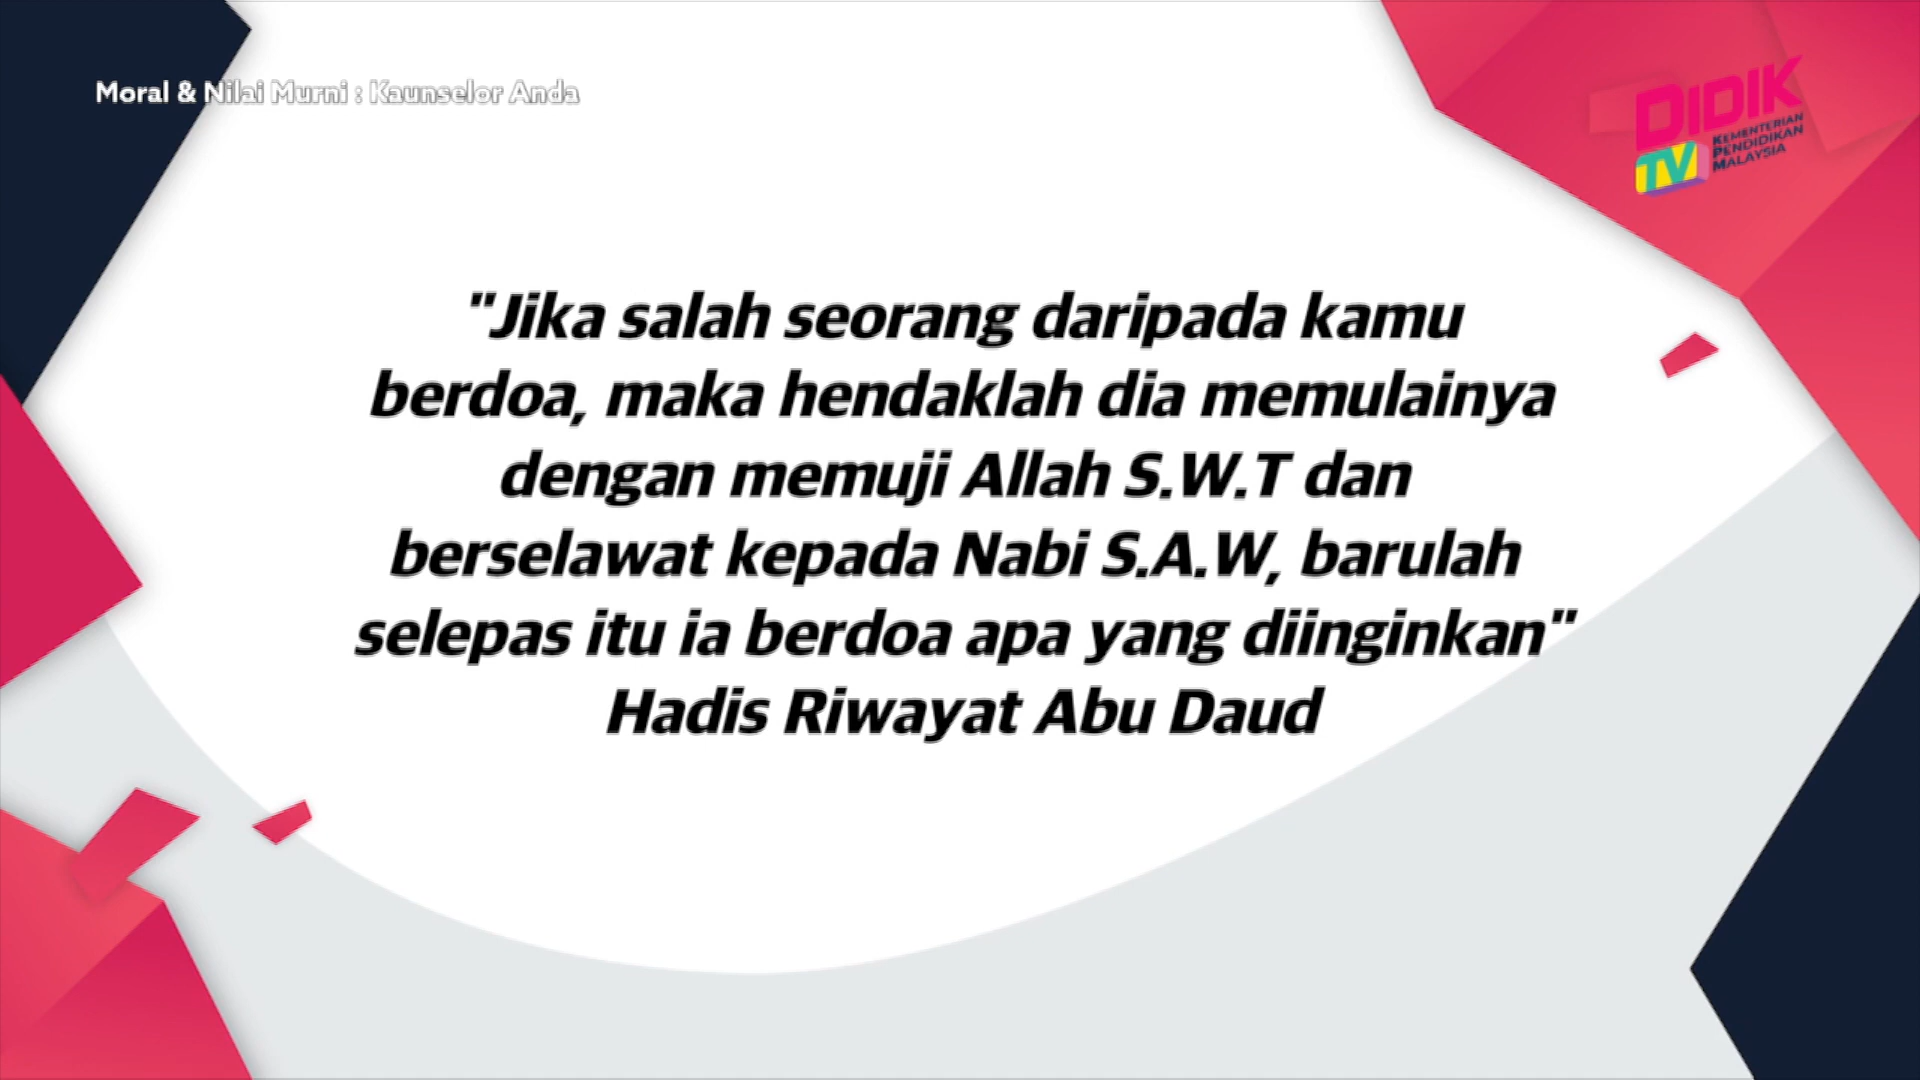 Moral & Nilai Murni : Kaunselor Anda
DIDIK
TV
KEMENTERIAN
PENDIDIKAN
MALAYSIA
"Jika salah seorang daripada kamu
berdoa, maka hendaklah dia memulainya
dengan memuji Allah S.W.T dan
berselawat kepada Nabi S.A.W, barulah
selepas itu ia berdoa apa yang diinginkan"
Hadis Riwayat Abu Daud